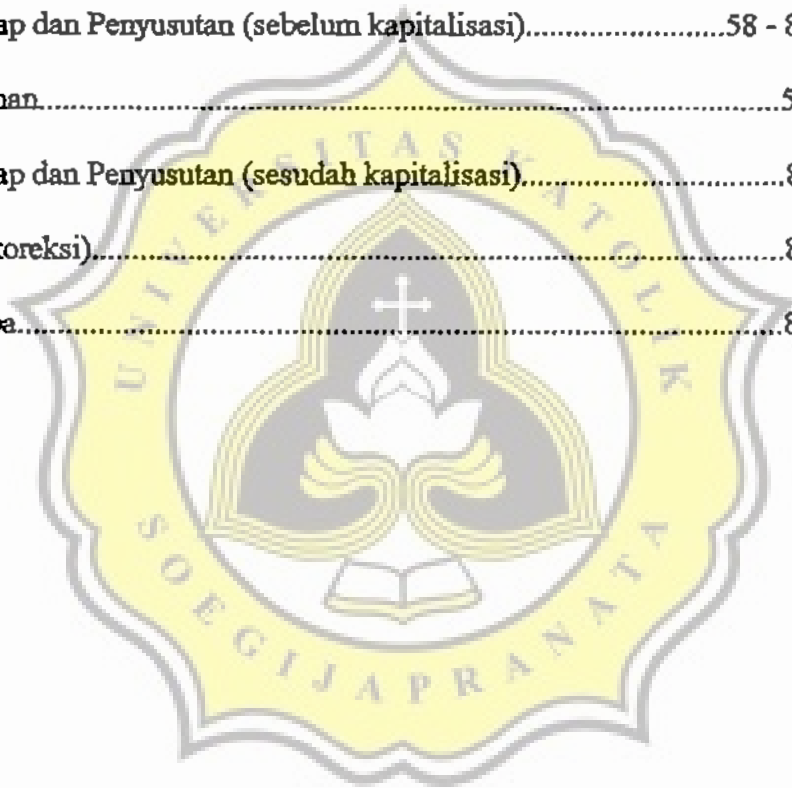 ap dan Penyusutan (sebelum kapitalisasi)........................58 - 8
nan..............................................................................................5
ap dan Penyusutan (sesudah kapitalisasi)................................8
koreksi)......................................................................................8
ba...............................................................................................8
UNIVERSITAS KATOLIK
SOEGIJAPRANATA